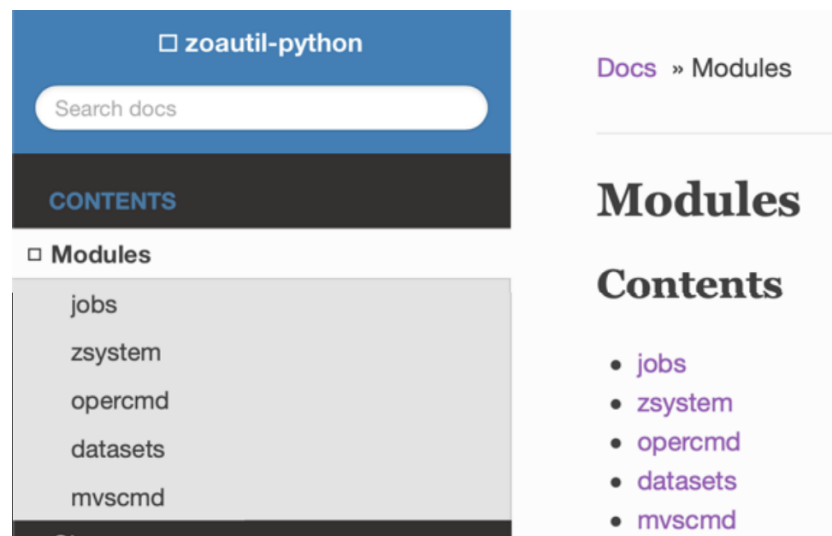 zoautil-python
Search docs
CONTENTS
Modules
jobs
zsystem
opercmd
datasets
mvscmd
Docs » Modules
Modules
Contents
• jobs
• zsystem
• opercmd
• datasets
• mvscmd